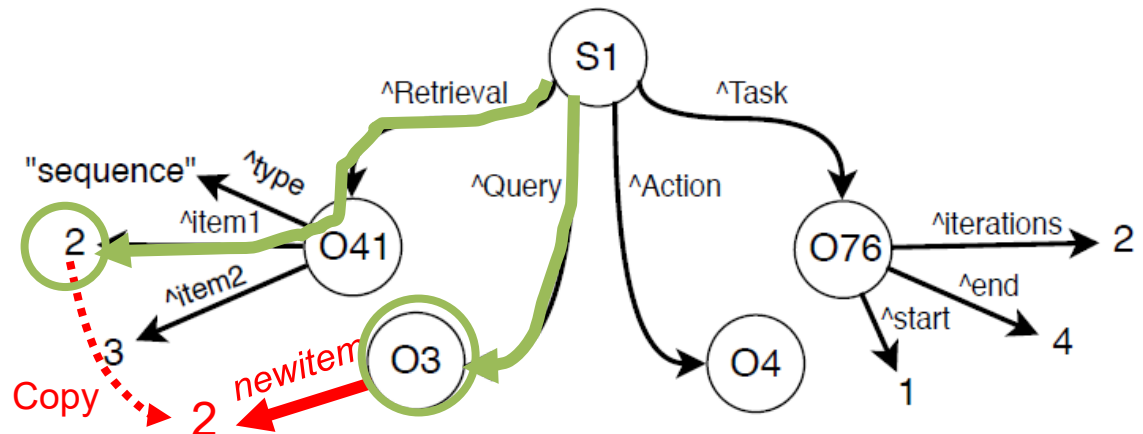 S1
^Retrieval
^Task
"sequence"
^type
^Query
^Action
^item1
2
O41
O76
^iterations
2
^item2
^end
^start
3
newitem
O3
O4
4
1
Copy
2